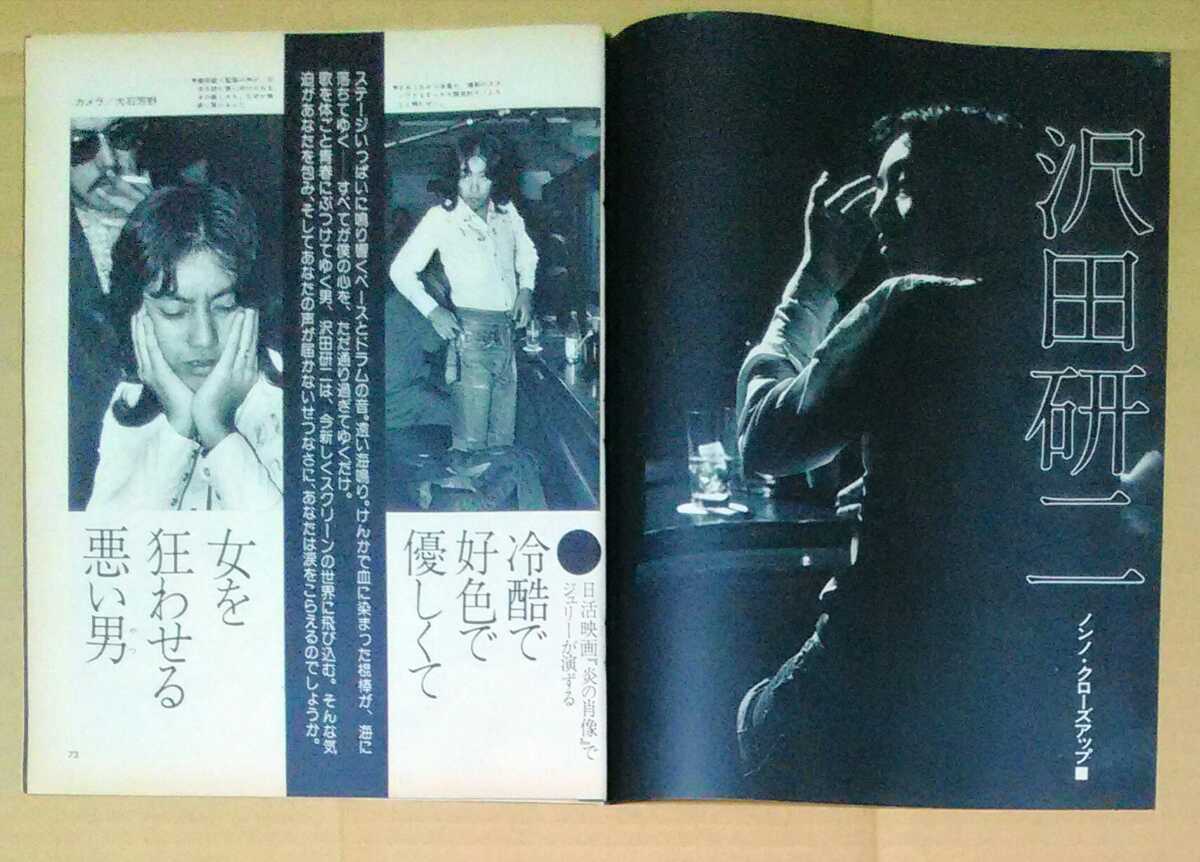 沢田研二
ノンノ・クローズアップ■
●日活映画『炎の肖像』で
ジュリーが演ずる
冷酷で
好色で
優しくて
女を
狂わせる
悪い男
やつ
ステージいっぱいに鳴り響くベースとドラムの音。遠い海鳴り。けんかで血に染まった棍棒が、海に
落ちてゆく――すべてが僕の心を、ただ通り過ぎてゆくだけ。
歌を体ごと青春にぶつけてゆく男、沢田研二は、今新しくスクリーンの世界に飛び込む。そんな気
迫があなたを包み、そしてあなたの声が届かないせつなさに、あなたは涙をこらえるのでしょうか。
カメラ/大石芳野
73